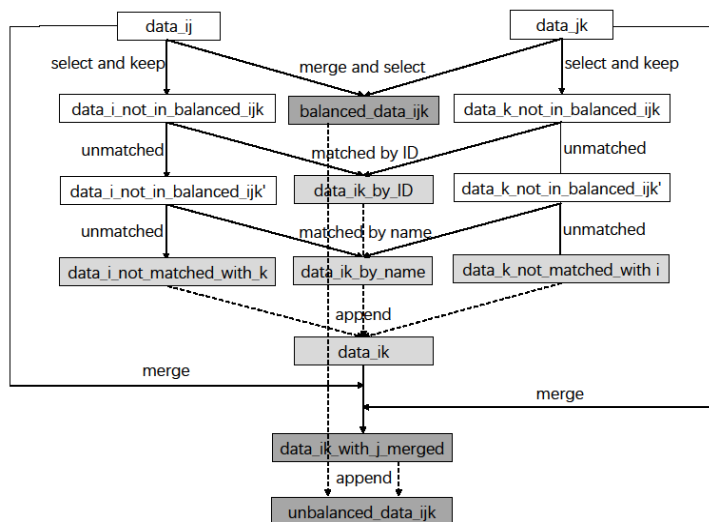 data_ij
data_jk
select and keep
merge and select
select and keep
data_i_not_in_balanced_ijk
balanced_data_ijk
data_k_not_in_balanced_ijk
unmatched
matched by ID
unmatched
data_i_not_in_balanced_ijk'
data_ik_by_ID
data_k_not_in_balanced_ijk'
unmatched
matched by name
unmatched
data_i_not_matched_with_k
data_ik_by_name
data_k_not_matched_with i
append
data_ik
merge
merge
data_ik_with_j_merged
append
unbalanced_data_ijk